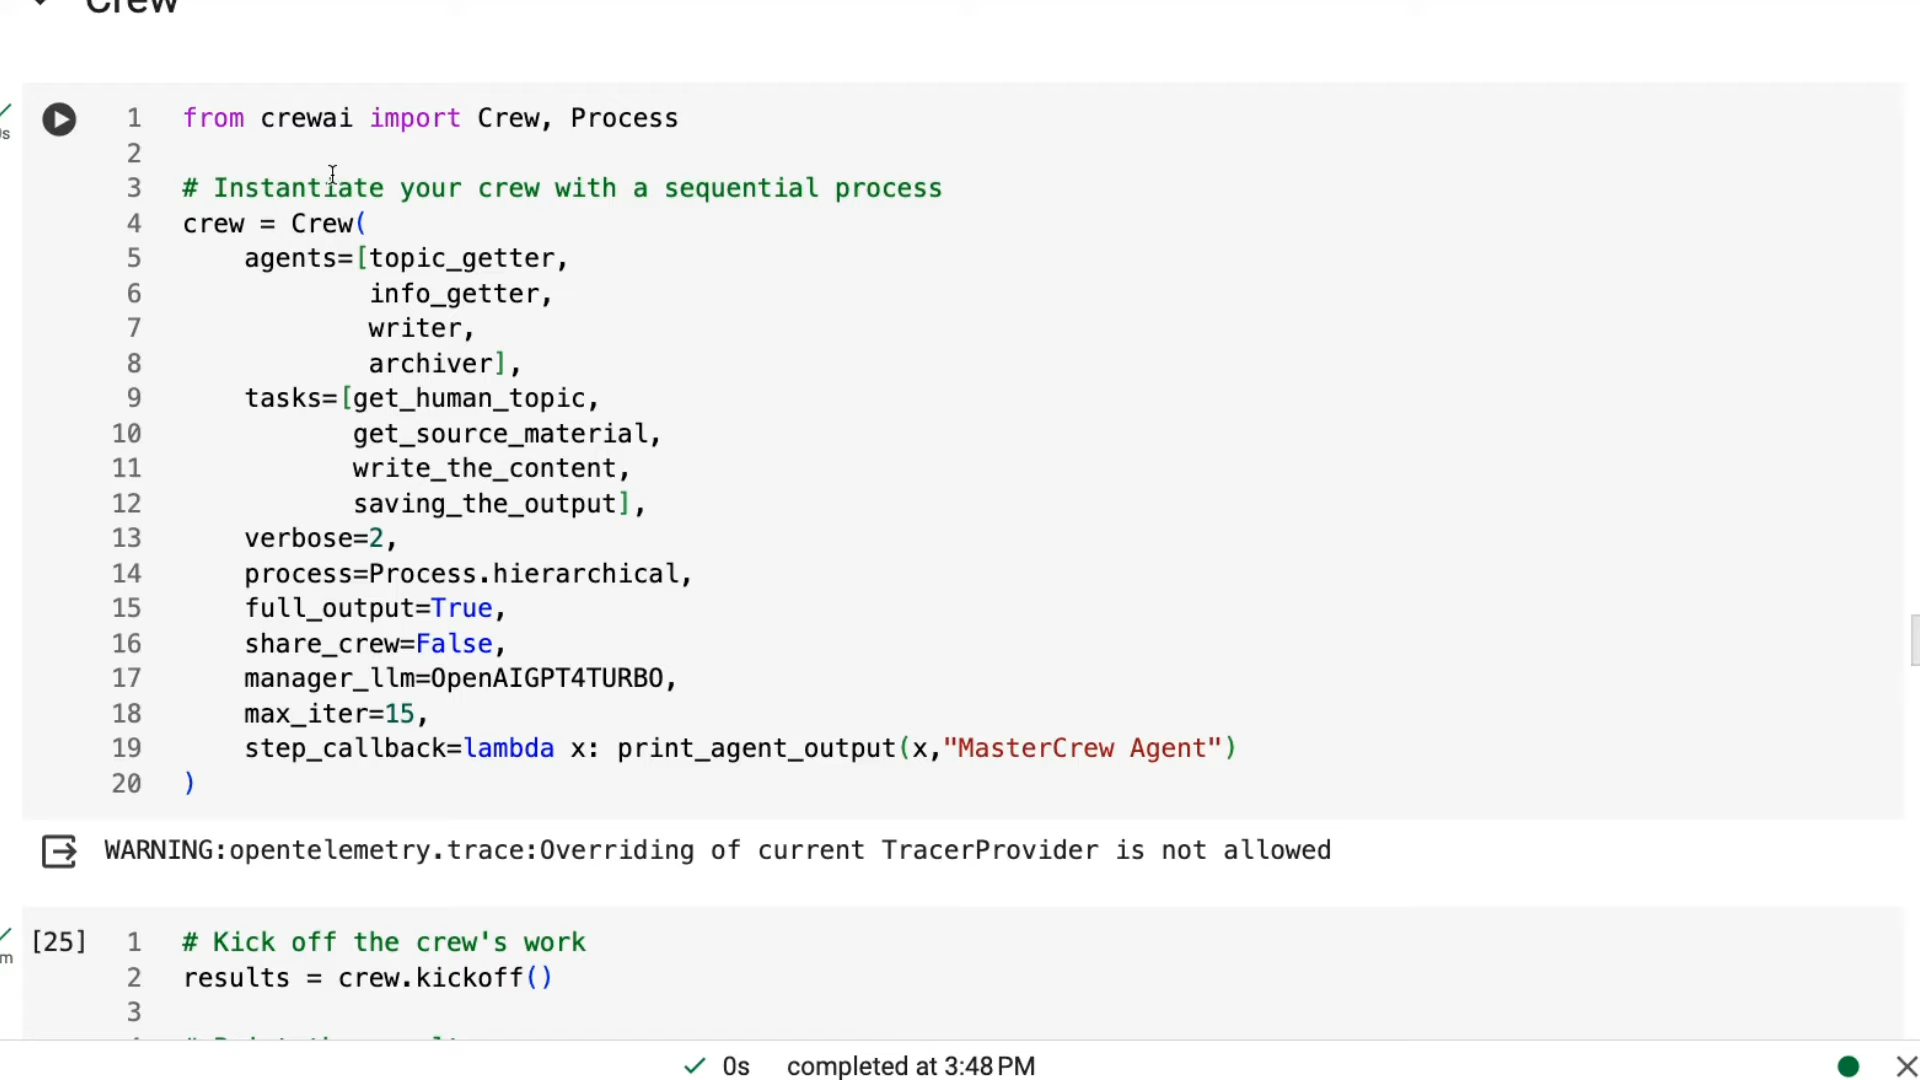 Crew
1 from crewai import Crew, Process
2
3 # Instantiate your crew with a sequential process
4 crew = Crew(
5     agents=[topic_getter,
6             info_getter,
7             writer,
8             archiver],
9     tasks=[get_human_topic,
10            get_source_material,
11            write_the_content,
12            saving_the_output],
13     verbose=2,
14     process=Process.hierarchical,
15     full_output=True,
16     share_crew=False,
17     manager_llm=OpenAIGPT4TURBO,
18     max_iter=15,
19     step_callback=lambda x: print_agent_output(x,"MasterCrew Agent")
20 )
WARNING:opentelemetry.trace:Overriding of current TracerProvider is not allowed
[25] 1 # Kick off the crew's work
2 results = crew.kickoff()
3
0s completed at 3:48 PM